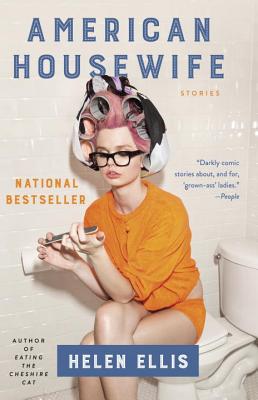 AMERICAN
HOUSEWIFE
STORIES
"Darkly comic
stories about, and for,
'grown-ass' ladies."
—People
NATIONAL
BESTSELLER
AUTHOR
OF
EATING
THE
CHESHIRE
CAT
HELEN ELLIS